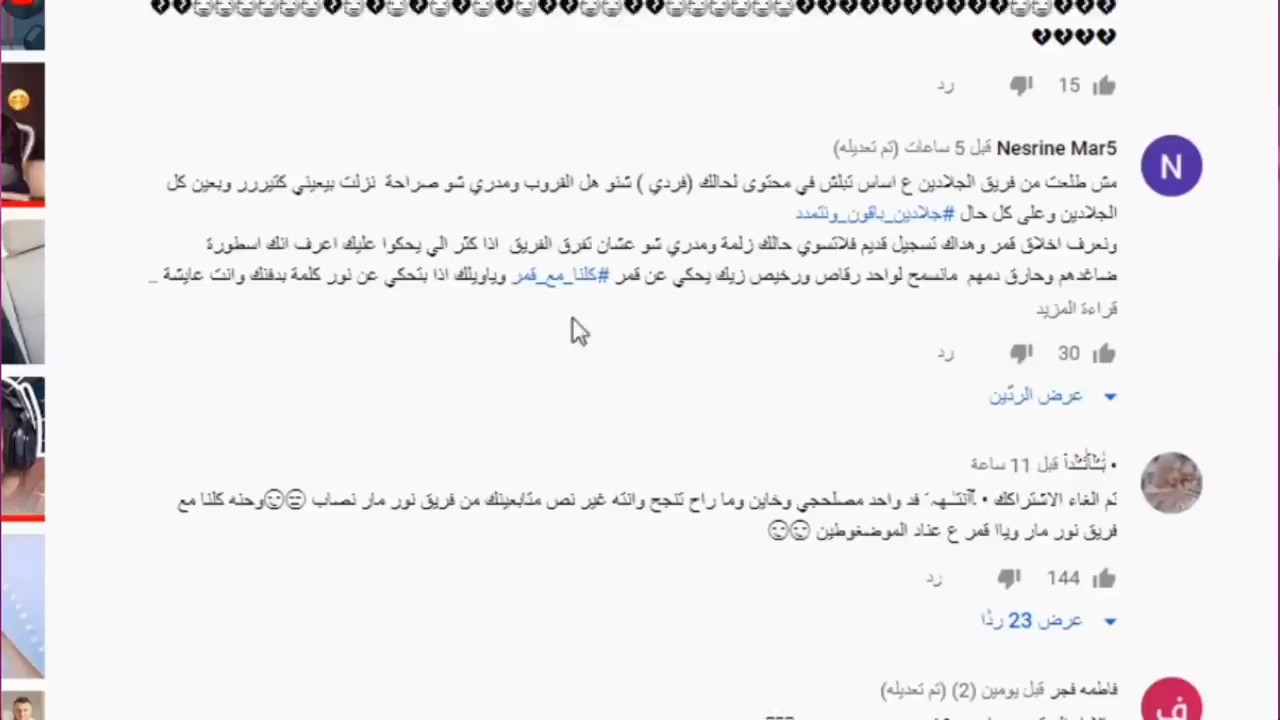 15 رد
Nesrine Mar5 قبل 5 ساعات (تم تعديله)
مش طلعت من فريق الجلادين ع اساس تبلش في محتوى لحالك (فردي ) شنو هل القروب ومدري شو صراحة نزلت بيعيني كتيررر وبعين كل
الجلادين وعلى كل حال #جلادين_باقون_ونتمدد
ونعرف اخلاق قمر وهداك تسجيل قديم فلاتسوي حالك زلمة ومدري شو عشان تفرق الفريق اذا كثر الي يحكوا عليك اعرف انك اسطورة
ضاغدهم وحارق دمهم مانسمح لواحد رقاص ورخيص زيك يحكي عن قمر #كلنا_مع_قمر وياويلك اذا بتحكي عن نور كلمة بدفنك وانت عايشة ...
قراءة المزيد
30 رد
عرض الردّين
قبل 11 ساعة
تم الغاء الاشتراكك • آنتہ قد واحد مصلحجي وخاين وما راح تنجح وانته غير نص متابعينك من فريق نور مار نصاب 😒😉وحنه كلنا مع
فريق نور مار وياا قمر ع عناد الموضغوطين 😉😉
144 رد
عرض 23 ردًا
فاطمه فجر قبل يومين (2) (تم تعديله)
ف
N